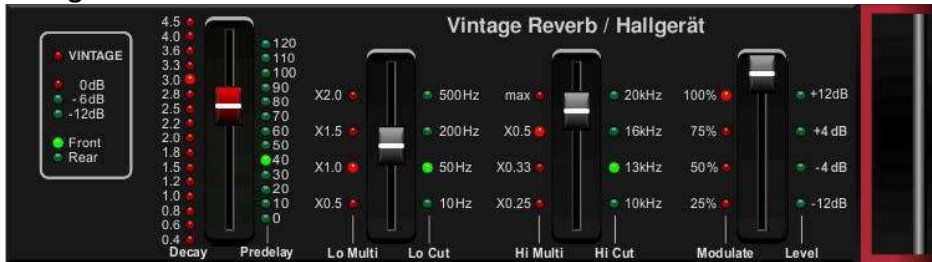 Vintage Reverb / Hallgerät
VINTAGE
0dB
-6dB
-12dB
Front
Rear
4.5
4.0
3.6
3.3
3.0
2.8
2.5
2.2
2.0
1.8
1.5
1.2
1.0
0.8
0.6
0.4
120
110
100
90
80
70
60
50
40
30
20
10
0
Decay Predelay
X2.0 500Hz
X1.5 200Hz
X1.0 50Hz
X0.5 10Hz
Lo Multi Lo Cut
max 20kHz
X0.5 16kHz
X0.33 13kHz
X0.25 10kHz
Hi Multi Hi Cut
100% +12dB
75% +4 dB
50% -4 dB
25% -12dB
Modulate Level